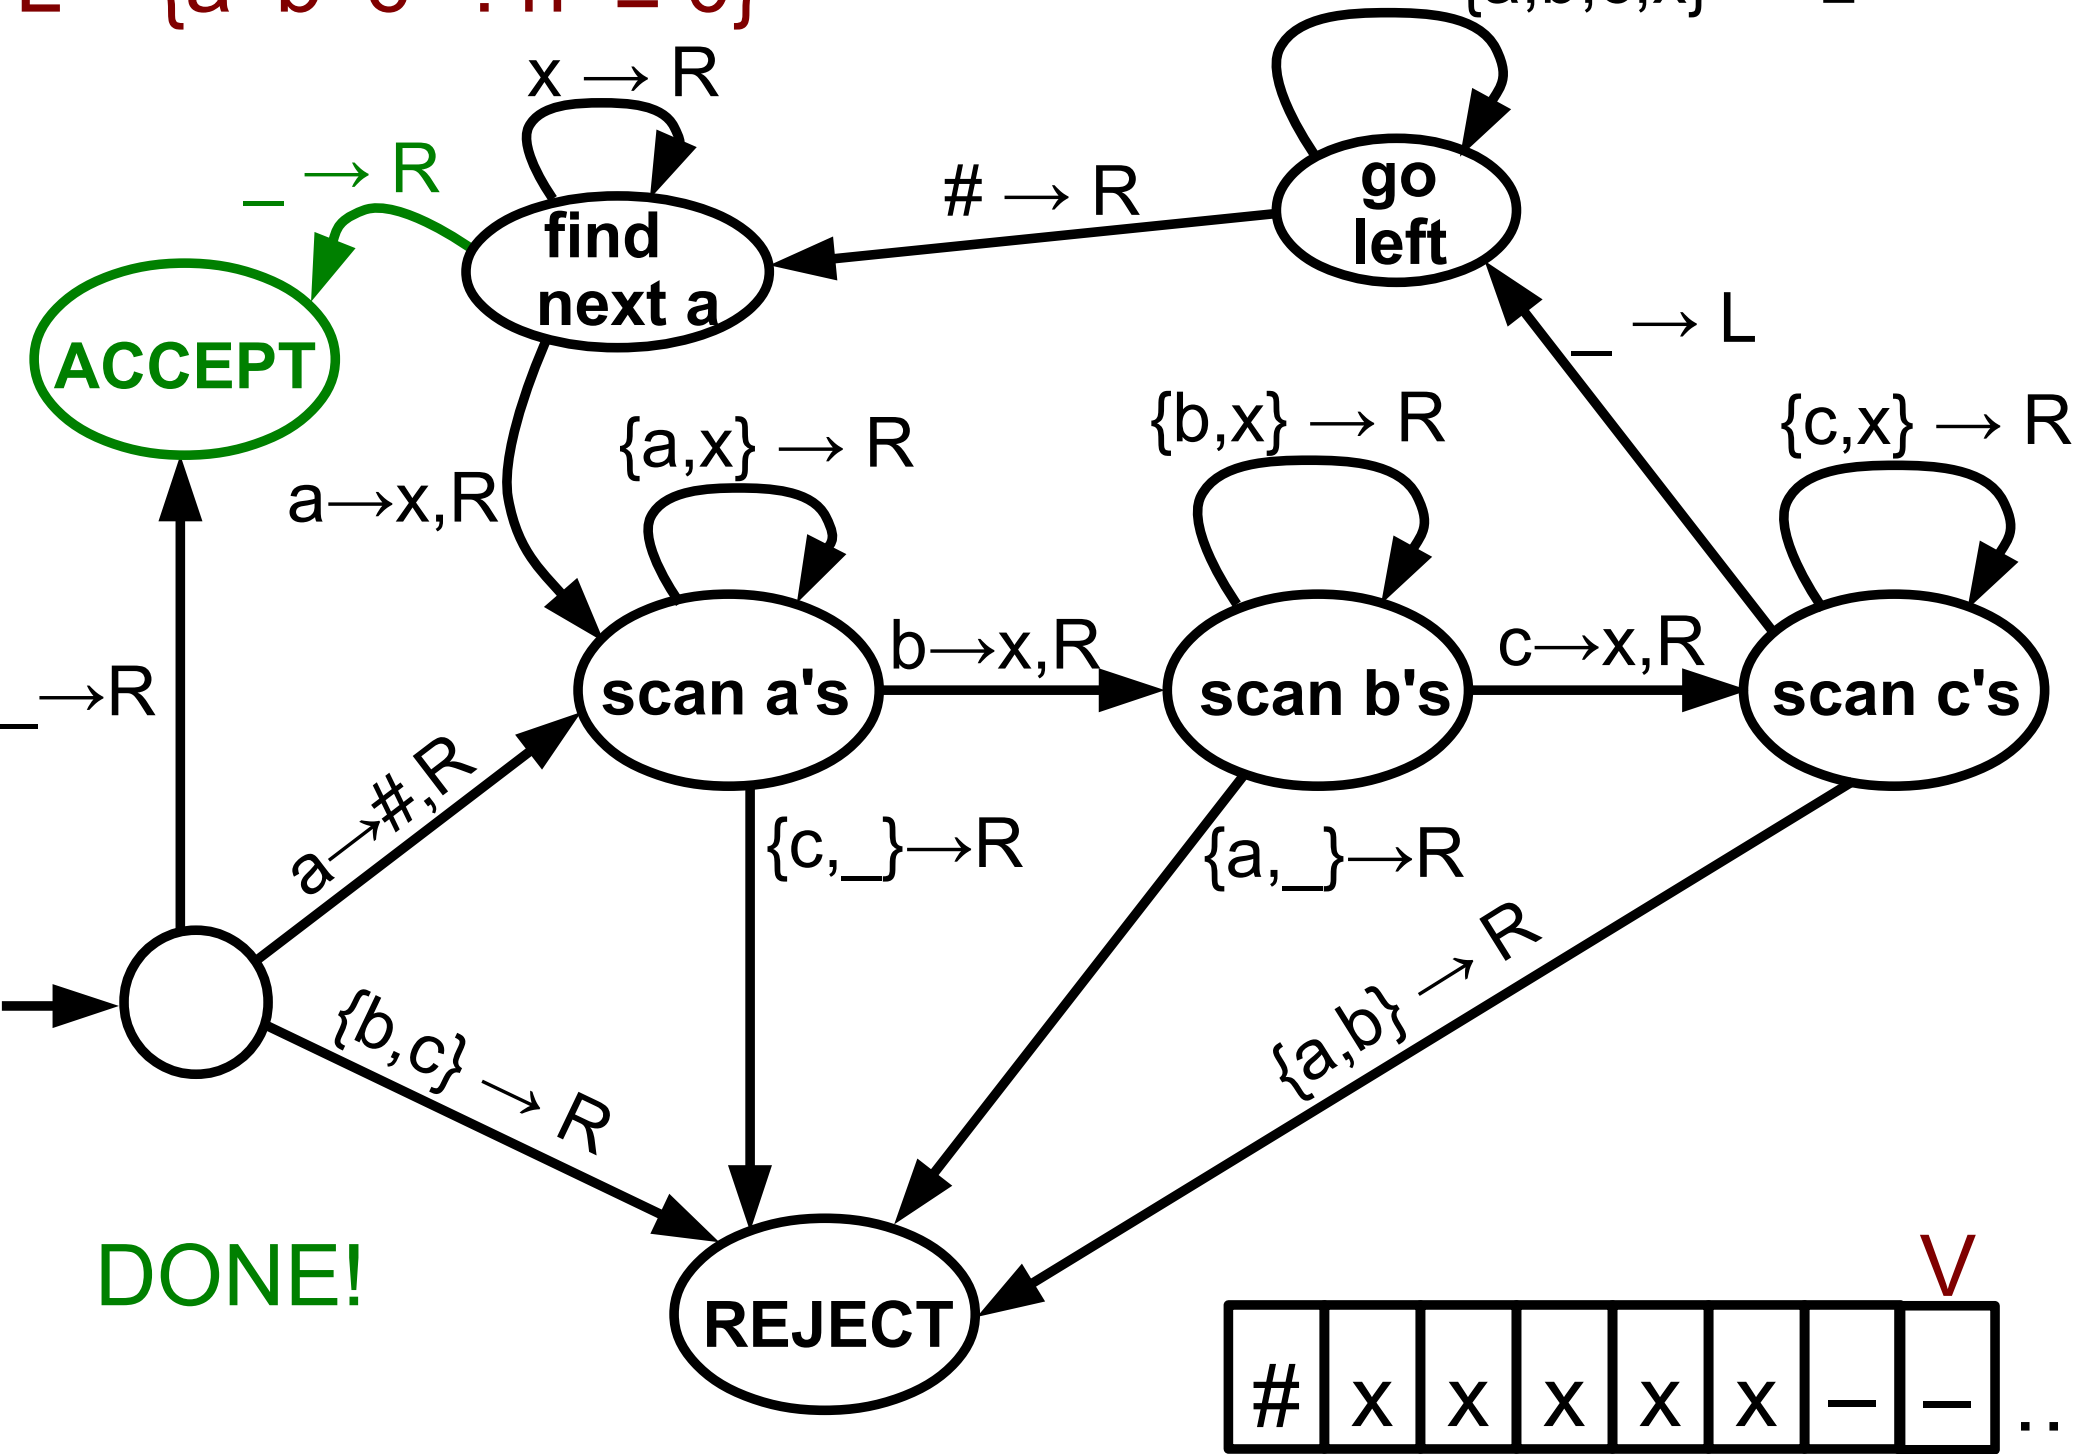 x → R
_ → R
# → R
go
left
find
next a
_ → L
ACCEPT
{a,x} → R
{b,x} → R
{c,x} → R
a→x,R
b→x,R
c→x,R
_→R
scan a's
scan b's
scan c's
a→#,R
{c,_}→R
{a,_}→R
{a,b} → R
{b,c} → R
DONE!
REJECT
V
# x x x x x _ _ ..